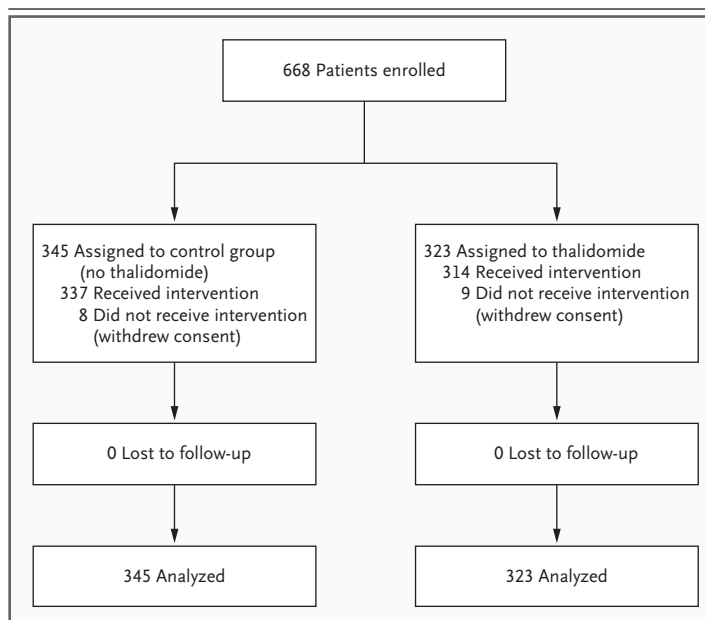 668 Patients enrolled
345 Assigned to control group
(no thalidomide)
337 Received intervention
8 Did not receive intervention
(withdrew consent)
323 Assigned to thalidomide
314 Received intervention
9 Did not receive intervention
(withdrew consent)
0 Lost to follow-up
0 Lost to follow-up
345 Analyzed
323 Analyzed